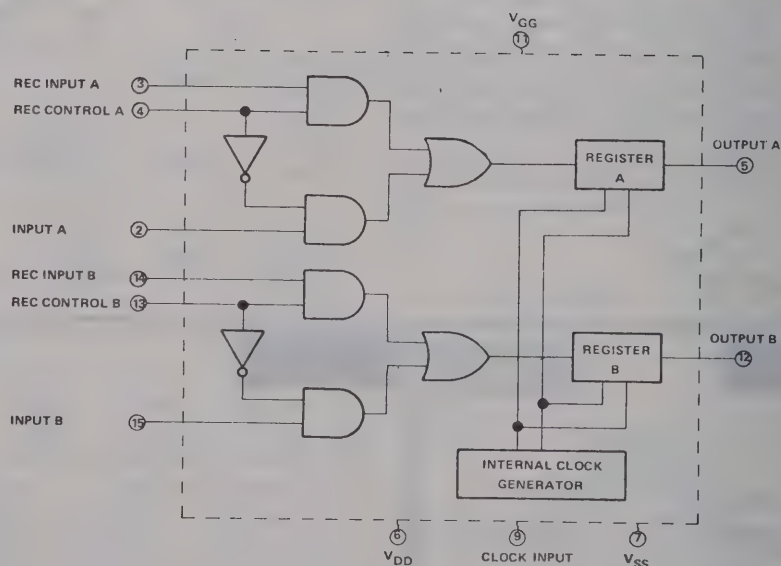 VGG
11
REC INPUT A 3
REC CONTROL A 4
OUTPUT A
REGISTER
A
5
INPUT A 2
REC INPUT B 14
REC CONTROL B 13
OUTPUT B
REGISTER
B
12
INPUT B 15
INTERNAL CLOCK
GENERATOR
6 9 7
VDD CLOCK INPUT VSS